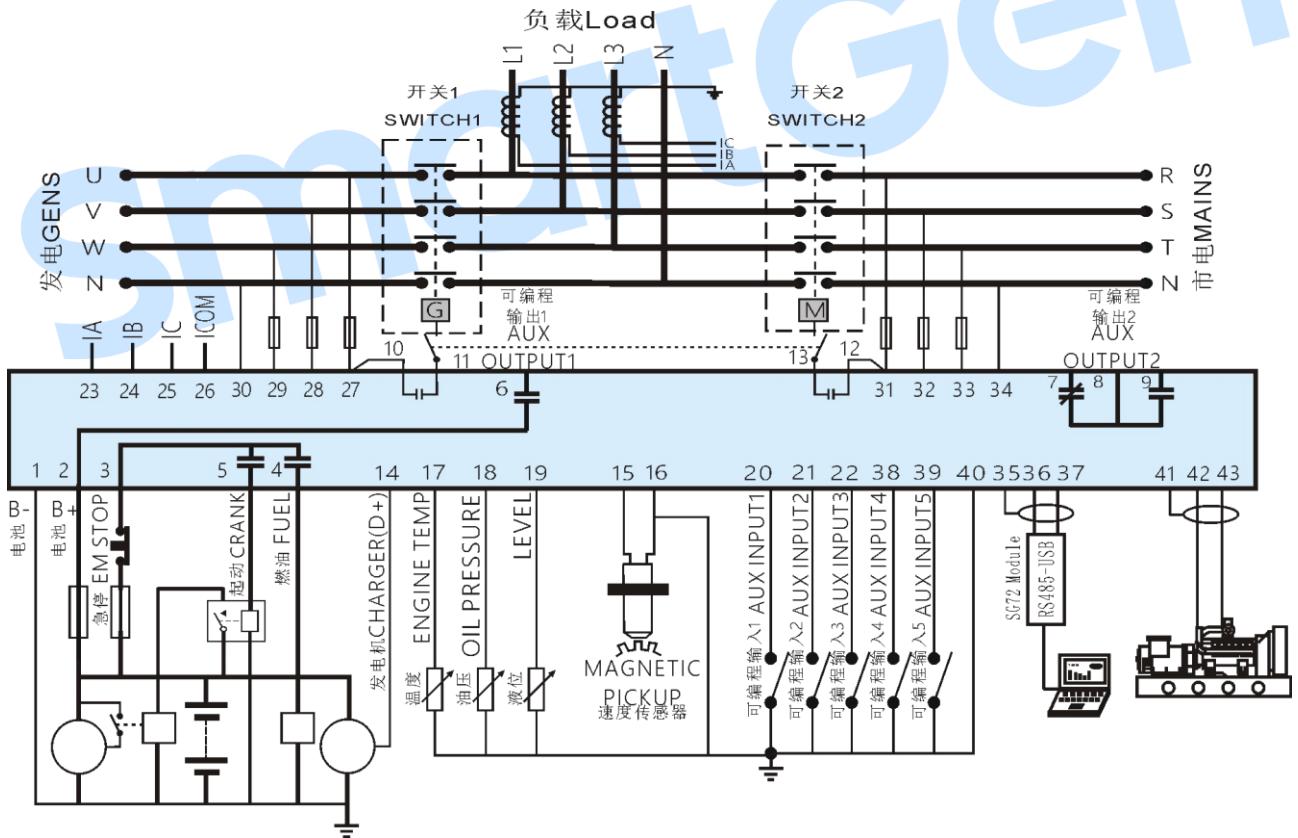 SmartGen
负载Load
L1
L2
L3
N
开关1
SWITCH1
开关2
SWITCH2
IC
IB
IA
发电GENS
U
V
W
N
R
S
T
N
市电MAINS
G
M
可编程
输出1
AUX
OUTPUT1
可编程
输出2
AUX
OUTPUT2
IA
IB
IC
ICOM
10
11
13
12
23
24
25
26
30
29
28
27
6
31
32
33
34
7
8
9
1
2
3
5
4
14
17
18
19
15
16
20
21
22
38
39
40
35
36
37
41
42
43
B-
电池
B+
电池
急停 EM STOP
起动 CRANK
燃油 FUEL
发电机CHARGER(D+)
ENGINE TEMP
温度
OIL PRESSURE
油压
LEVEL
液位
MAGNETIC
PICKUP
速度传感器
可编程输入1 AUX INPUT1
可编程输入2 AUX INPUT2
可编程输入3 AUX INPUT3
可编程输入4 AUX INPUT4
可编程输入5 AUX INPUT5
SG72 Module
RS485-USB